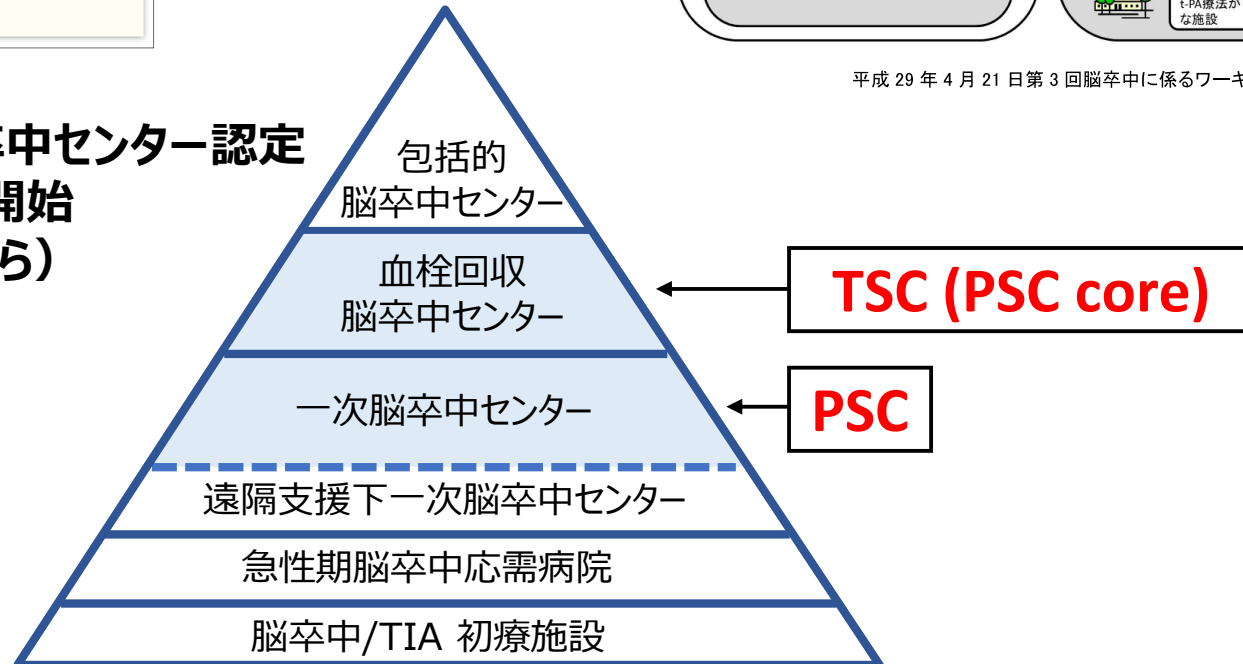 t-PA療法が
な施設
平成 29 年 4 月 21 日第 3 回脳卒中に係るワーキ
卒中センター認定
開始
ら）
包括的
脳卒中センター
血栓回収
脳卒中センター
TSC (PSC core)
一次脳卒中センター
PSC
遠隔支援下一次脳卒中センター
急性期脳卒中応需病院
脳卒中/TIA 初療施設